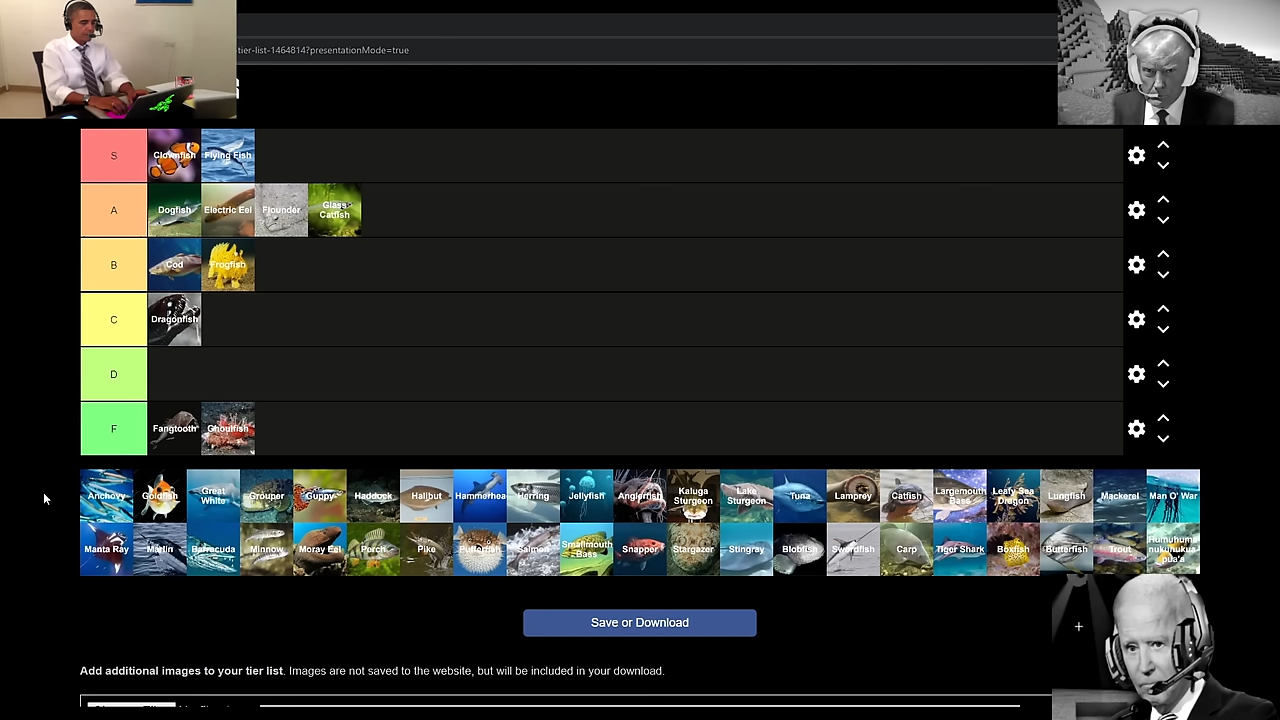 tier-list-1464814?presentationMode=true
S
Clownfish
Flying Fish
A
Dogfish
Electric Eel
Flounder
Glass
Catfish
B
Cod
Frogfish
C
Dragonfish
D
F
Fangtooth
Ghoulfish
Anchovy
Goldfish
Great
White
Grouper
Guppy
Haddock
Halibut
Hammerhea
Herring
Jellyfish
Anglerfish
Kaluga
Sturgeon
Lake
Sturgeon
Tuna
Lamprey
Catfish
Largemouth
Bass
Leafy Sea
Dragon
Lungfish
Mackerel
Man O' War
Manta Ray
Marlin
Barracuda
Minnow
Moray Eel
Perch
Pike
Pufferfish
Salmon
Smallmouth
Bass
Snapper
Stargazer
Stingray
Blobfish
Swordfish
Carp
Tiger Shark
Boxfish
Butterfish
Trout
Humuhumu
nukunukua
pua'a
Save or Download
Add additional images to your tier list. Images are not saved to the website, but will be included in your download.